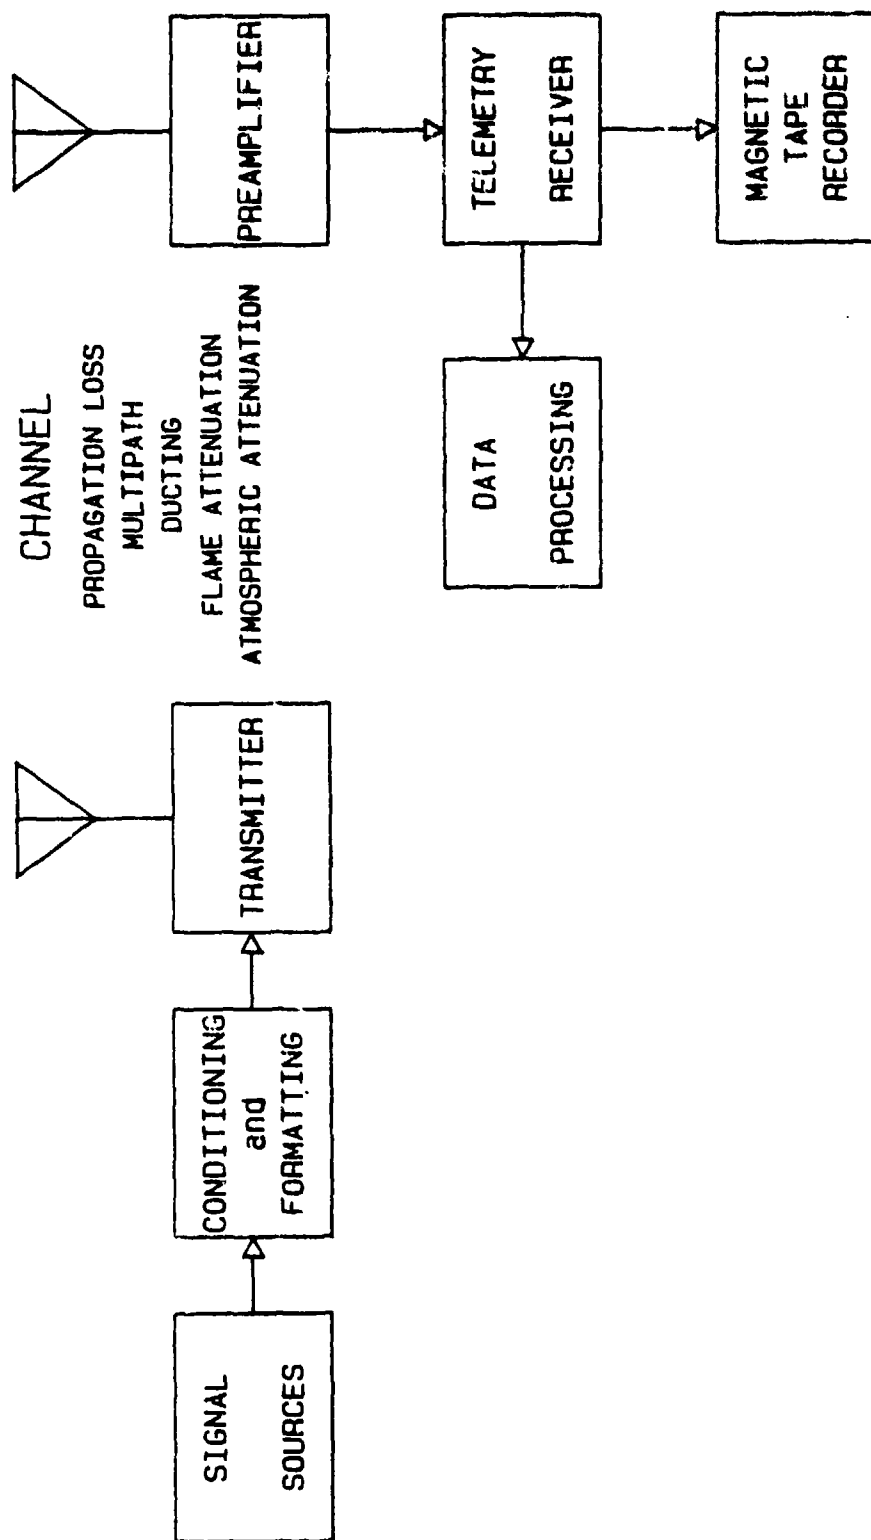 SIGNAL
SOURCES
CONDITIONING
and
FORMATTING
TRANSMITTER
CHANNEL
PROPAGATION LOSS
MULTIPATH
DUCTING
FLAME ATTENUATION
ATMOSPHERIC ATTENUATION
PREAMPLIFIER
TELEMETRY
RECEIVER
DATA
PROCESSING
MAGNETIC
TAPE
RECORDER